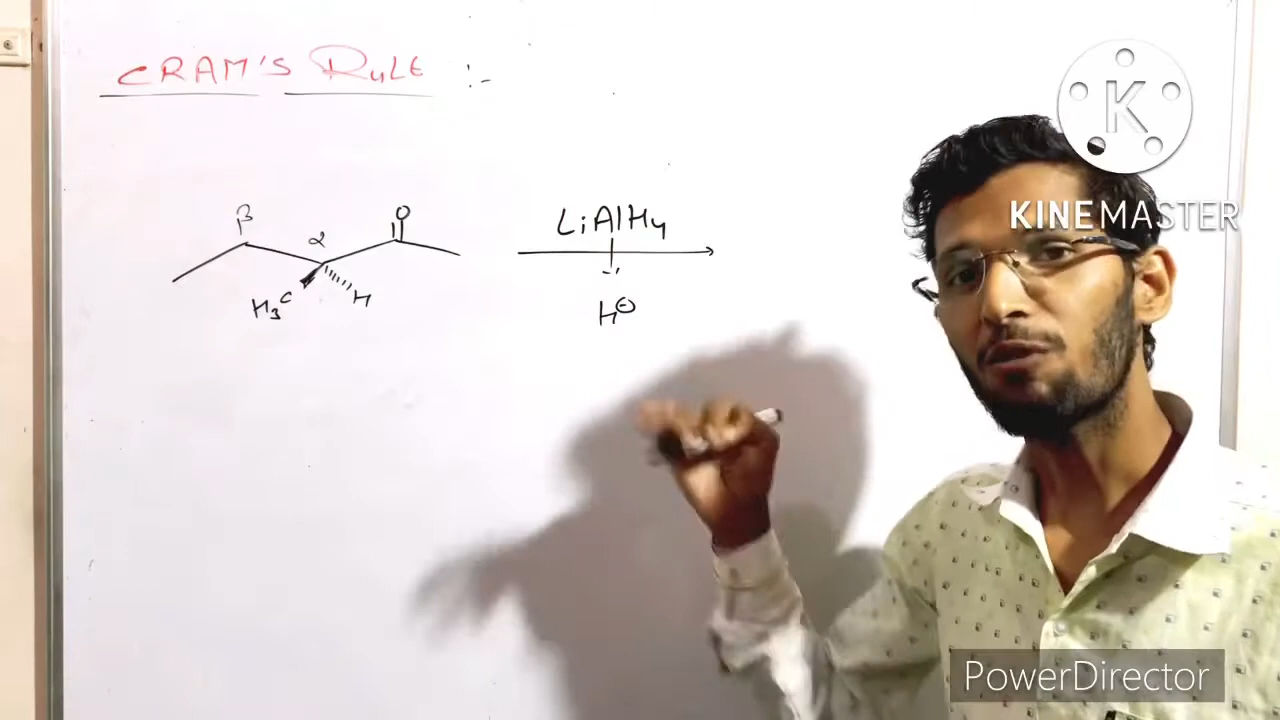 CRAM'S RULE :-
K
KINEMASTER
β
α
O
H₃C
H
LiAlH₄
H⊖
PowerDirector